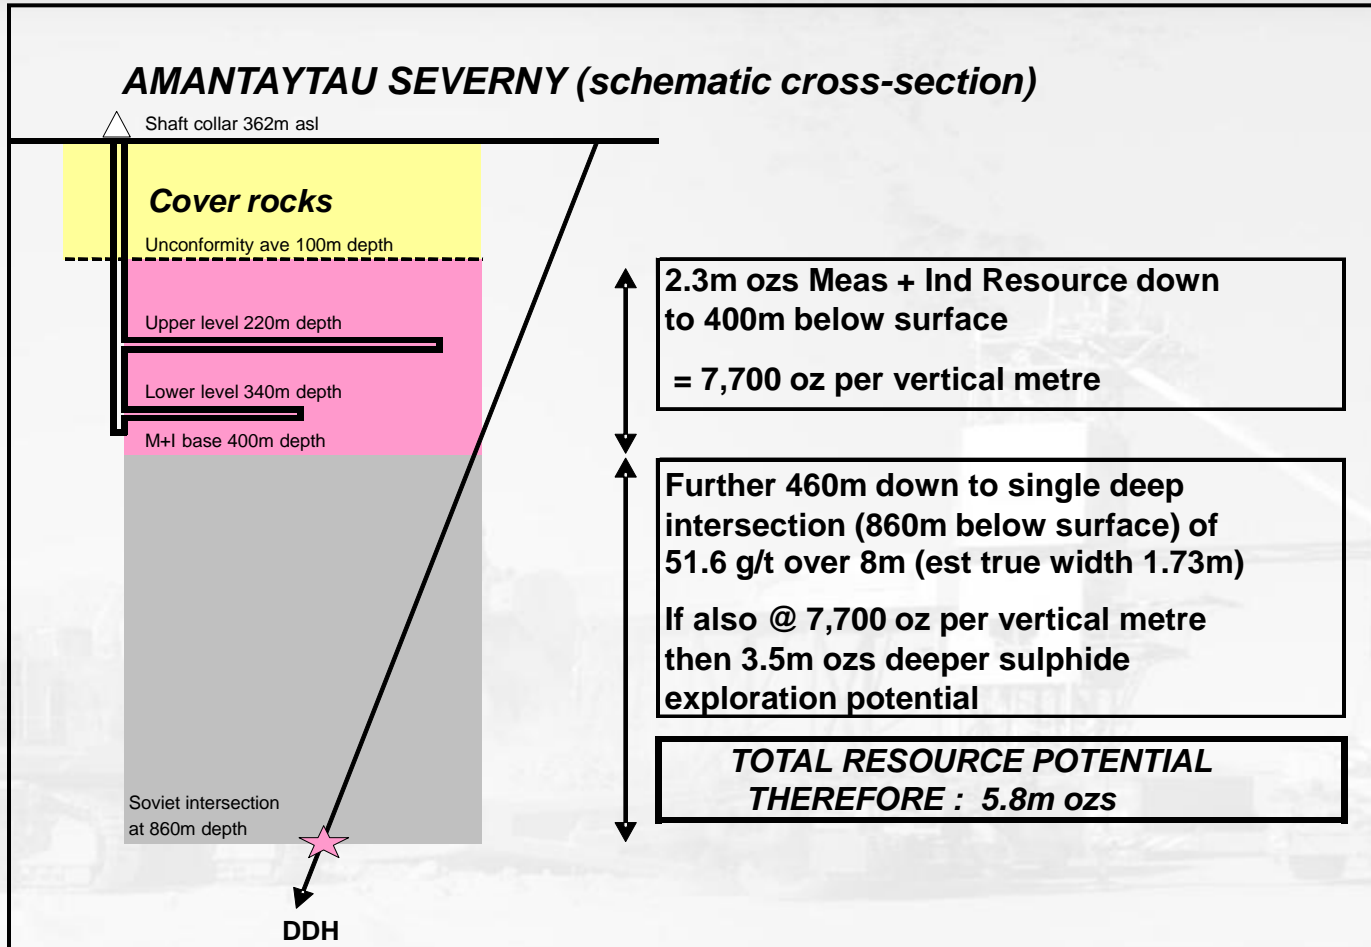 AMANTAYTAU SEVERNY (schematic cross-section)
Shaft collar 362m asl
Cover rocks
Unconformity ave 100m depth
Upper level 220m depth
Lower level 340m depth
M+I base 400m depth
Soviet intersection
at 860m depth
DDH
2.3m ozs Meas + Ind Resource down
to 400m below surface
= 7,700 oz per vertical metre
Further 460m down to single deep
intersection (860m below surface) of
51.6 g/t over 8m (est true width 1.73m)
If also @ 7,700 oz per vertical metre
then 3.5m ozs deeper sulphide
exploration potential
TOTAL RESOURCE POTENTIAL
THEREFORE : 5.8m ozs